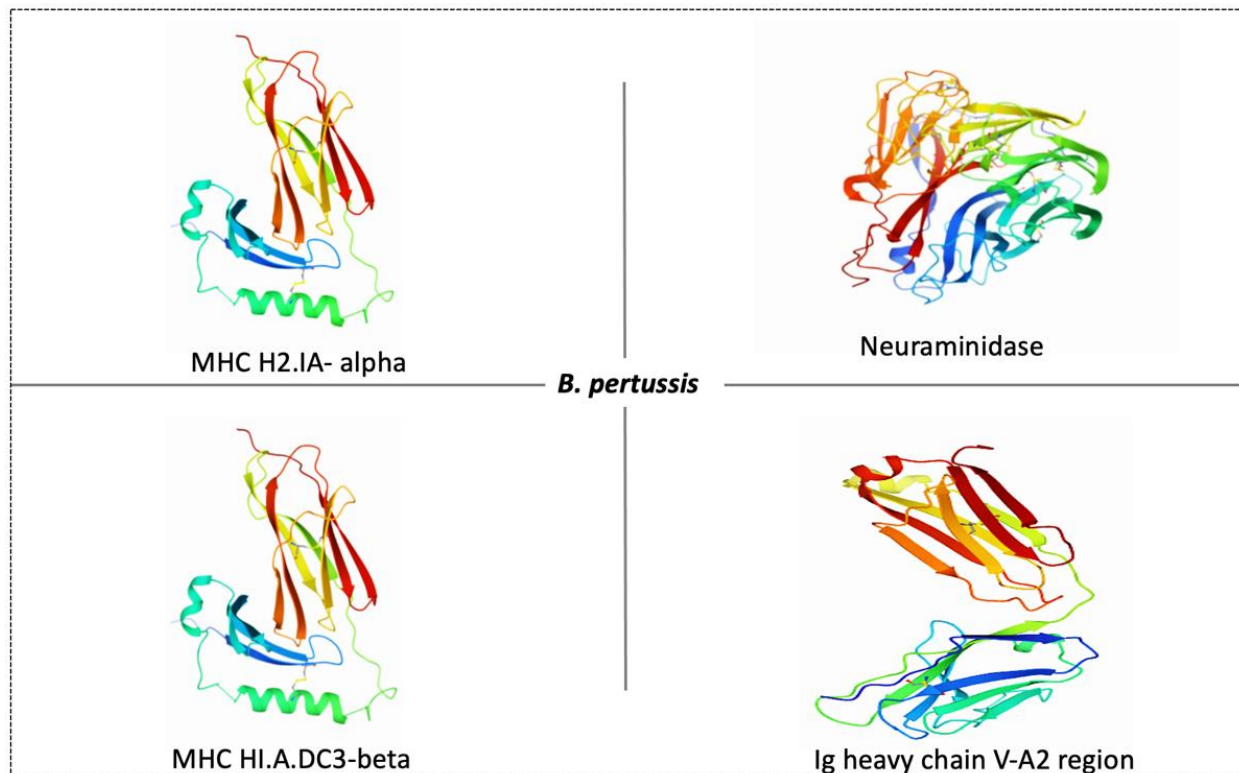 MHC H2.IA- alpha
Neuraminidase
B. pertussis
MHC HI.A.DC3-beta
Ig heavy chain V-A2 region